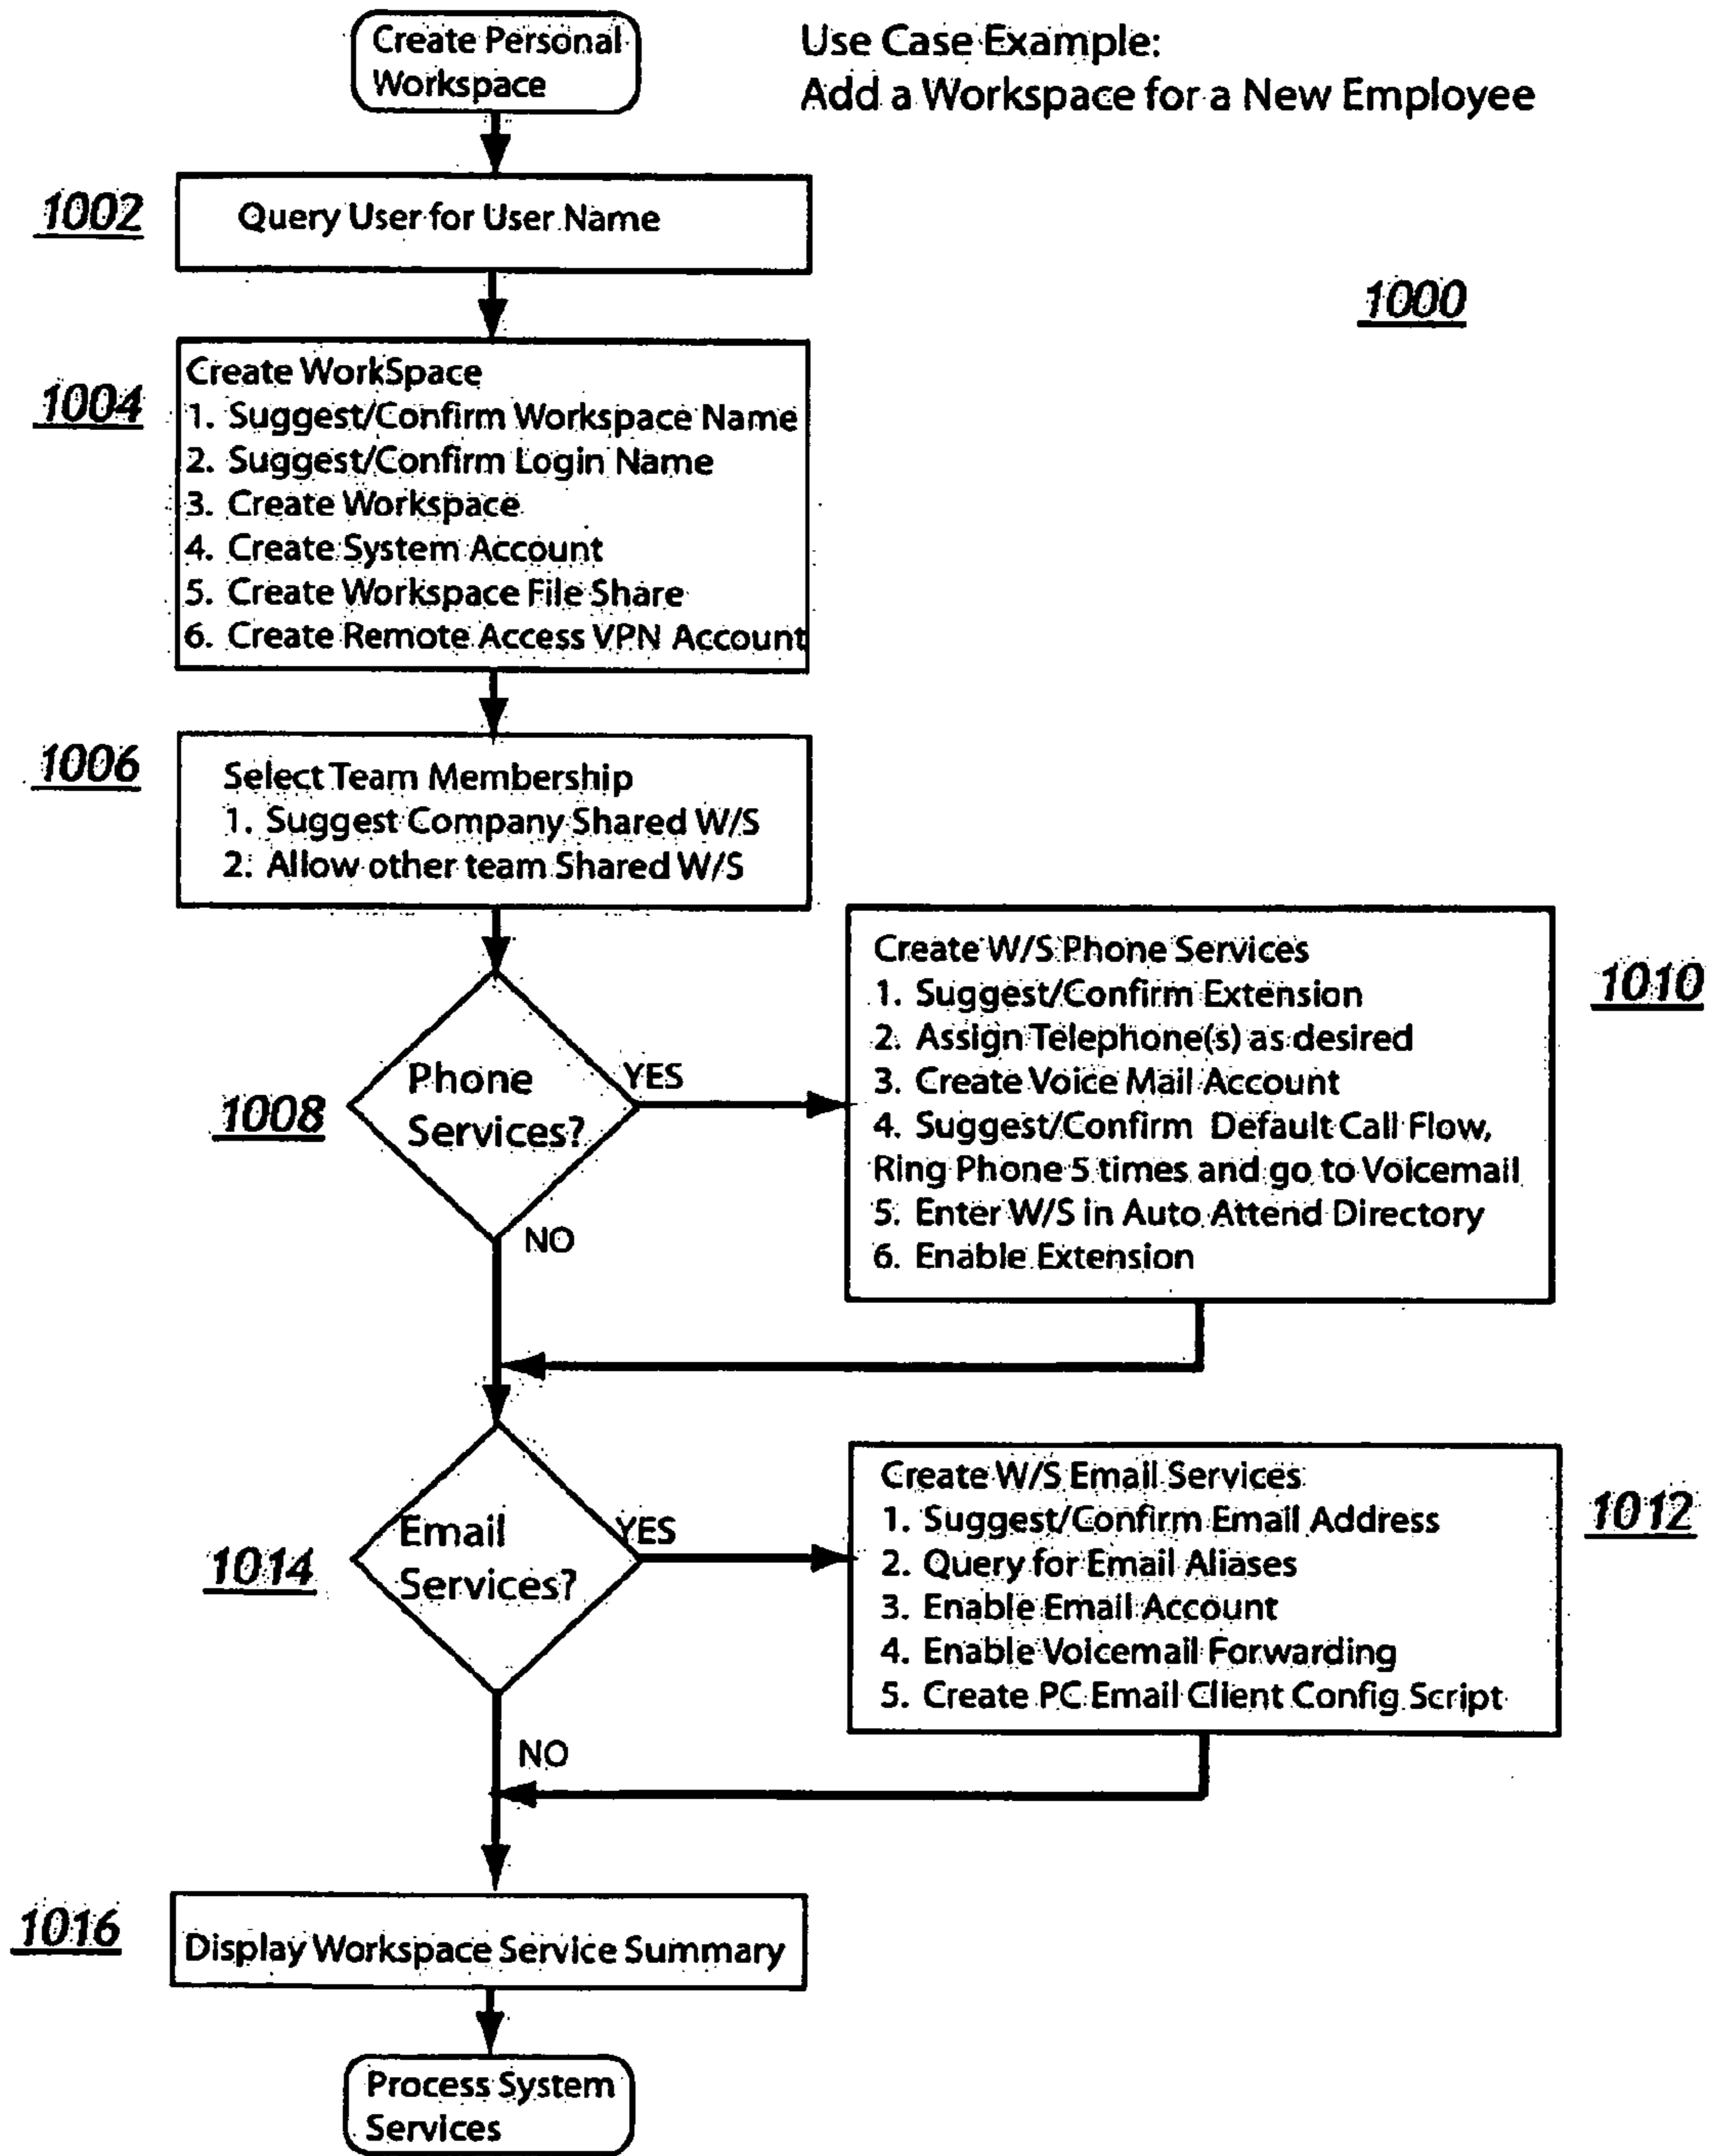 Create Personal
Workspace
Use Case Example:
Add a Workspace for a New Employee
1002
Query User for User Name
1000
1004
Create WorkSpace
1. Suggest/Confirm Workspace Name
2. Suggest/Confirm Login Name
3. Create Workspace
4. Create System Account
5. Create Workspace File Share
6. Create Remote Access VPN Account
1006
Select Team Membership
1. Suggest Company Shared W/S
2. Allow other team Shared W/S
1008
Phone
Services?
YES
NO
Create W/S Phone Services
1. Suggest/Confirm Extension
2. Assign Telephone(s) as desired
3. Create Voice Mail Account
4. Suggest/Confirm Default Call Flow,
Ring Phone 5 times and go to Voicemail
5. Enter W/S in Auto Attend Directory
6. Enable Extension
1010
1014
Email
Services?
YES
NO
Create W/S Email Services
1. Suggest/Confirm Email Address
2. Query for Email Aliases
3. Enable Email Account
4. Enable Voicemail Forwarding
5. Create PC Email Client Config Script
1012
1016
Display Workspace Service Summary
Process System
Services